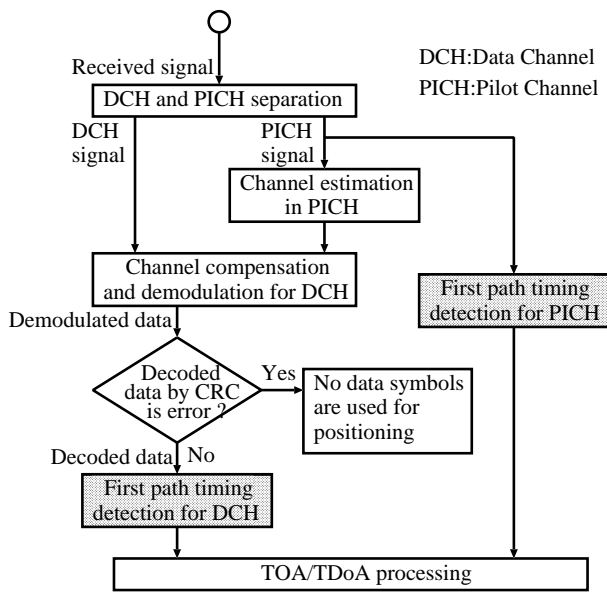 Received signal
DCH:Data Channel
PICH:Pilot Channel
DCH and PICH separation
DCH
signal
PICH
signal
Channel estimation
in PICH
Channel compensation
and demodulation for DCH
First path timing
detection for PICH
Demodulated data
Decoded
data by CRC
is error ?
Yes
No data symbols
are used for
positioning
Decoded data
No
First path timing
detection for DCH
TOA/TDoA processing